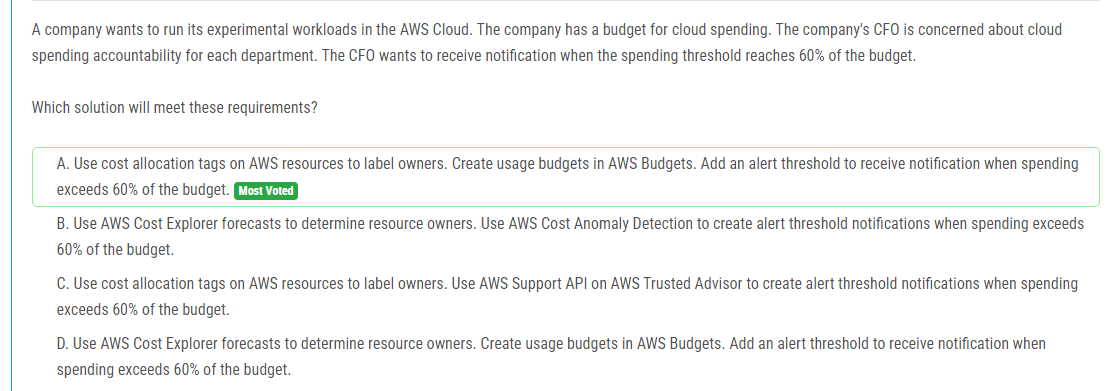 A company wants to run its experimental workloads in the AWS Cloud. The company has a budget for cloud spending. The company's CFO is concerned about cloud
spending accountability for each department. The CFO wants to receive notification when the spending threshold reaches 60% of the budget.
Which solution will meet these requirements?
A. Use cost allocation tags on AWS resources to label owners. Create usage budgets in AWS Budgets. Add an alert threshold to receive notification when spending
exceeds 60% of the budget. Most Voted
B. Use AWS Cost Explorer forecasts to determine resource owners. Use AWS Cost Anomaly Detection to create alert threshold notifications when spending exceeds
60% of the budget.
C. Use cost allocation tags on AWS resources to label owners. Use AWS Support API on AWS Trusted Advisor to create alert threshold notifications when spending
exceeds 60% of the budget.
D. Use AWS Cost Explorer forecasts to determine resource owners. Create usage budgets in AWS Budgets. Add an alert threshold to receive notification when
spending exceeds 60% of the budget.